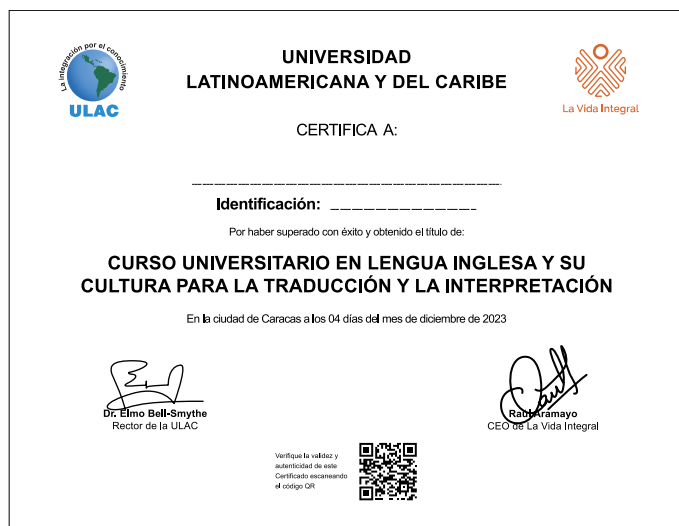 La integración por el conocimiento
ULAC
UNIVERSIDAD
LATINOAMERICANA Y DEL CARIBE
La Vida Integral
CERTIFICA A:
Identificación:
Por haber superado con éxito y obtenido el título de:
CURSO UNIVERSITARIO EN LENGUA INGLESA Y SU
CULTURA PARA LA TRADUCCIÓN Y LA INTERPRETACIÓN
En la ciudad de Caracas a los 04 días del mes de diciembre de 2023
Dr. Elmo Bell-Smythe
Rector de la ULAC
Raúl Aramayo
CEO de La Vida Integral
Verifique la validez y
autenticidad de este
Certificado escaneando
el código QR